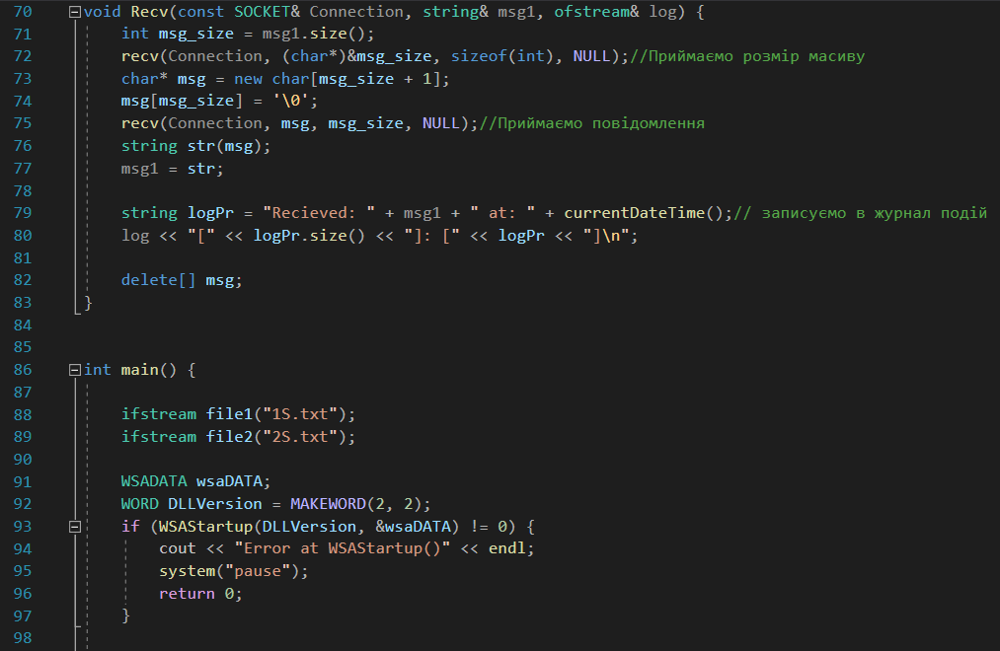 70 void Recv(const SOCKET& Connection, string& msg1, ofstream& log) {
71 int msg_size = msg1.size();
72 recv(Connection, (char*)&msg_size, sizeof(int), NULL);//Приймаємо розмір масиву
73 char* msg = new char[msg_size + 1];
74 msg[msg_size] = '\0';
75 recv(Connection, msg, msg_size, NULL);//Приймаємо повідомлення
76 string str(msg);
77 msg1 = str;
78
79 string logPr = "Recieved: " + msg1 + " at: " + currentDateTime();// записуємо в журнал подій
80 log << "[" << logPr.size() << "]: [" << logPr << "]\n";
81
82 delete[] msg;
83 }
84
85
86 int main() {
87
88 ifstream file1("1S.txt");
89 ifstream file2("2S.txt");
90
91 WSADATA wsaDATA;
92 WORD DLLVersion = MAKEWORD(2, 2);
93 if (WSAStartup(DLLVersion, &wsaDATA) != 0) {
94 cout << "Error at WSAStartup()" << endl;
95 system("pause");
96 return 0;
97 }
98